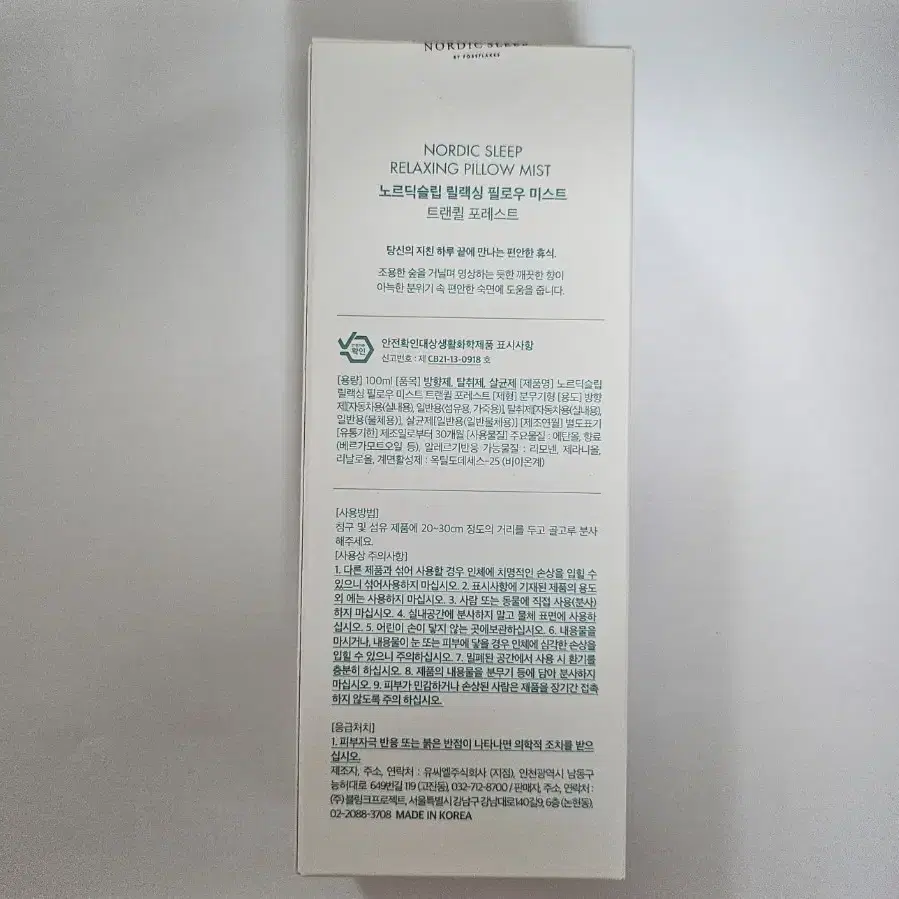 NORDIC SLEEP
BY FOREFLAKKE
NORDIC SLEEP
RELAXING PILLOW MIST
노르딕슬립 릴랙싱 필로우 미스트
트랜퀼 포레스트
당신의 지친 하루 끝에 만나는 편안한 휴식.
조용한 숲을 거닐며 명상하는 듯한 깨끗한 향이
아늑한 분위기 속 편안한 숙면에 도움을 줍니다.
확인
안전확인대상생활화학제품 표시사항
신고번호 : 제 CB21-13-0918 호
[용량] 100ml [품목] 방향제, 탈취제, 살균제 [제품명] 노르딕슬립
릴랙싱 필로우 미스트 트랜퀼 포레스트 [제형] 분무기형 [용도] 방향
제[자동차용(실내용), 일반용(섬유용, 가죽용)], 탈취제[자동차용(실내용),
일반용(물체용)], 살균제[일반용(일반물체용)] [제조연월] 별도표기
[유통기한] 제조일로부터 30개월 [사용물질] 주요물질 : 에탄올, 향료
(베르가모트오일 등), 알레르기반응 가능물질 : 리모넨, 제라니올,
리날로올, 계면활성제 : 옥틸도데세스-25 (비이온계)
[사용방법]
침구 및 섬유 제품에 20~30cm 정도의 거리를 두고 골고루 분사
해주세요.
[사용상 주의사항]
1. 다른 제품과 섞어 사용할 경우 인체에 치명적인 손상을 입힐 수
있으니 섞어사용하지 마십시오. 2. 표시사항에 기재된 제품의 용도
외 에는 사용하지 마십시오. 3. 사람 또는 동물에 직접 사용(분사)
하지 마십시오. 4. 실내공간에 분사하지 말고 물체 표면에 사용하
십시오. 5. 어린이 손이 닿지 않는 곳에보관하십시오. 6. 내용물을
마시거나, 내용물이 눈 또는 피부에 닿을 경우 인체에 심각한 손상을
입힐 수 있으니 주의하십시오. 7. 밀폐된 공간에서 사용 시 환기를
충분히 하십시오. 8. 제품의 내용물을 분무기 등에 담아 분사하지
마십시오. 9. 피부가 민감하거나 손상된 사람은 제품을 장기간 접촉
하지 않도록 주의 하십시오.
[응급처치]
1. 피부자극 반응 또는 붉은 반점이 나타나면 의학적 조치를 받으
십시오.
제조자, 주소, 연락처 : 유씨엘주식회사 (지점), 인천광역시 남동구
능허대로 649번길 119 (고잔동), 032-712-8700 / 판매자, 주소, 연락처 :
(주)블링크프로젝트, 서울특별시 강남구 강남대로140길 9, 6층 (논현동),
02-2088-3708 MADE IN KOREA